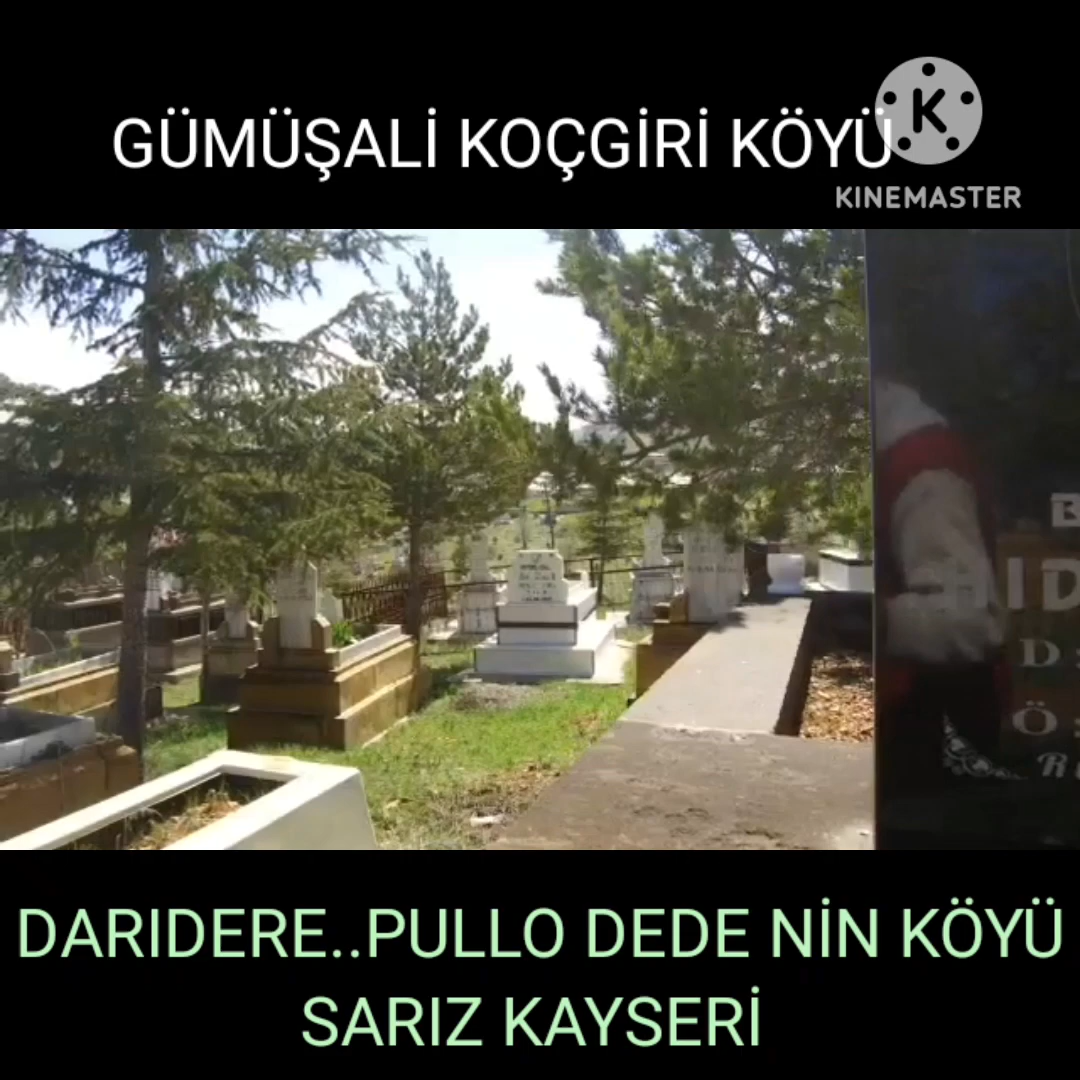 GÜMÜŞALİ KOÇGİRİ KÖYÜ
K
KINEMASTER
DARIDERE..PULLO DEDE NİN KÖYÜ
SARIZ KAYSERİ